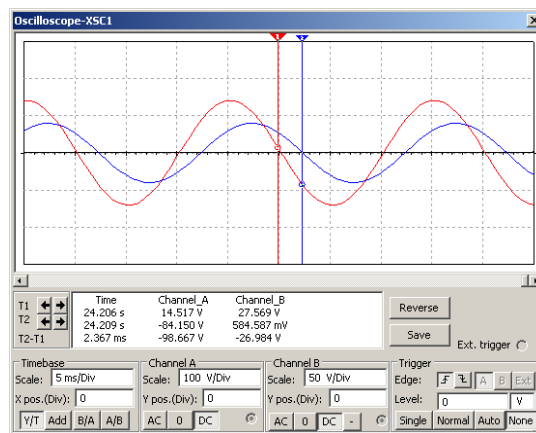 Oscilloscope-XSC1
1 2
Time Channel_A Channel_B
T1 24.206 s 14.517 V 27.569 V
T2 24.209 s -84.150 V 584.587 mV
T2-T1 2.367 ms -98.667 V -26.984 V
Reverse
Save
Ext. trigger
Timebase Channel A Channel B Trigger
Scale: 5 ms/Div Scale: 100 V/Div Scale: 50 V/Div Edge: A B Ext
X pos.(Div): 0 Y pos.(Div): 0 Y pos.(Div): 0 Level: 0 V
Y/T Add B/A A/B AC 0 DC AC 0 DC - Single Normal Auto None